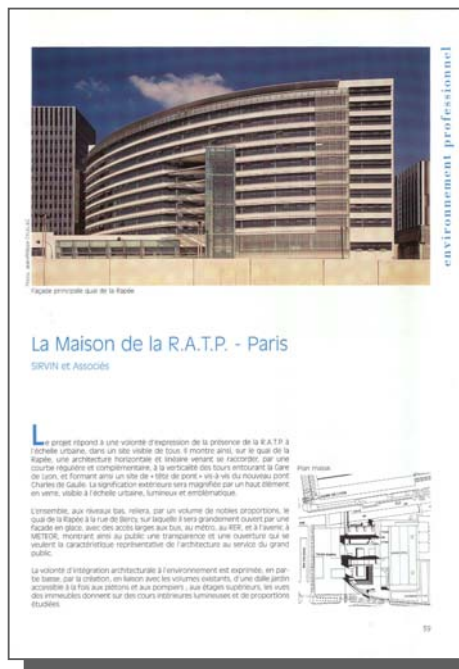 environnement professionnel
Façade principale quai de la Rapée
La Maison de la R.A.T.P. - Paris
SIRVIN et Associés
Le projet répond à une volonté d'expression de la présence de la R.A.T.P. à
l'échelle urbaine, dans un site visible de tous. Il montre ainsi, sur le quai de la
Rapée, une architecture horizontale et linéaire venant se raccorder, par une
courbe régulière et complémentaire, à la verticalité des tours entourant la Gare
de Lyon, et formant ainsi un site de « tête de pont » vis-à-vis du nouveau pont
Charles de Gaulle. La signification extérieure sera magnifiée par un haut élément
en verre, visible à l'échelle urbaine, lumineux et emblématique.
L'ensemble, aux niveaux bas, reliera, par un volume de nobles proportions, le
quai de la Rapée à la rue de Bercy, sur laquelle il sera grandement ouvert par une
façade en glace, avec des accès larges aux bus, au métro, au RER, et à l'avenir, à
METEOR, montrant ainsi au public une transparence et une ouverture qui se
veulent la caractéristique représentative de l'architecture au service du grand
public.
La volonté d'intégration architecturale à l'environnement est exprimée, en par-
tie basse, par la création, en liaison avec les volumes existants, d'une dalle jardin
accessible à la fois aux piétons et aux pompiers ; aux étages supérieurs, les vues
des immeubles donnent sur des cours intérieures lumineuses et de proportions
étudiées.
Plan masse
59